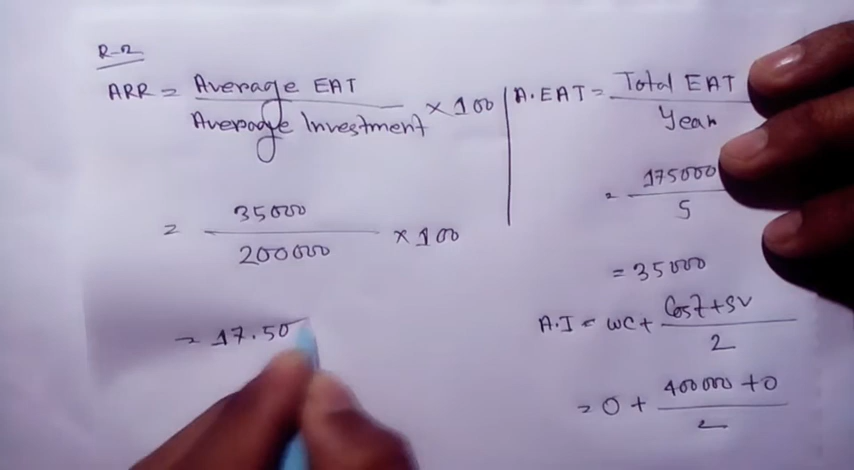 R-2
ARR = Average EAT / Average Investment × 100
= 35000 / 200000 × 100
= 17.50
A.EAT = Total EAT / Year
= 175000 / 5
= 35000
A.I = WC + Cost + SV / 2
= 0 + 400000 + 0 / 2